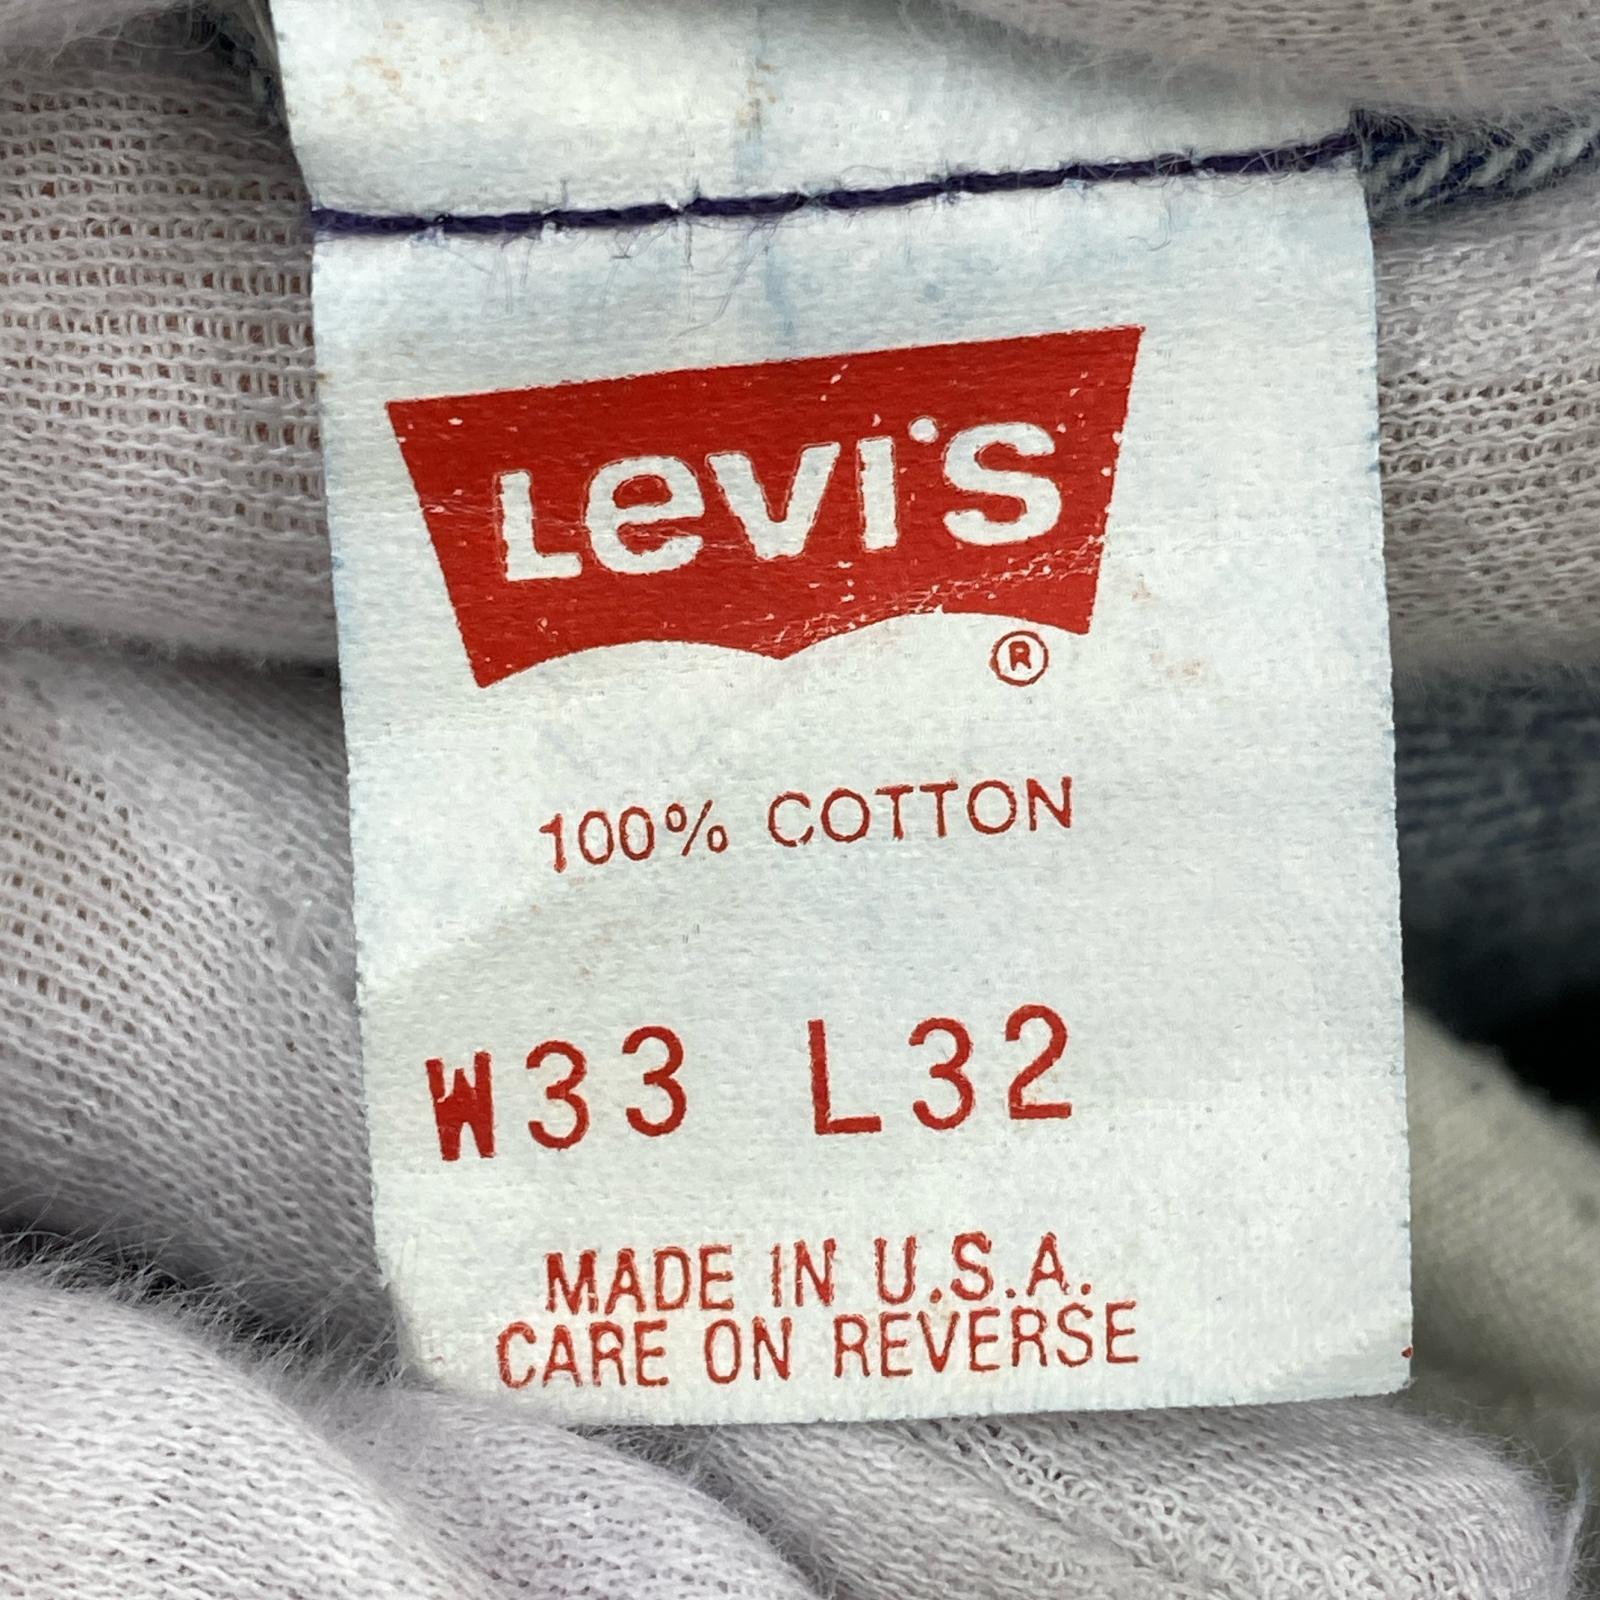 Levi's
®
100% COTTON
W33 L32
MADE IN U.S.A.
CARE ON REVERSE